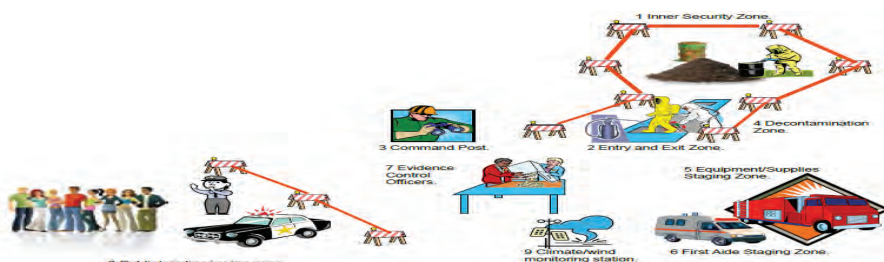 1 Inner Security Zone.
4 Decontamination
Zone.
3 Command Post.
2 Entry and Exit Zone.
7 Evidence
Control
Officers.
5 Equipment/Supplies
Staging Zone.
9 Climate/wind
monitoring station.
6 First Aide Staging Zone.